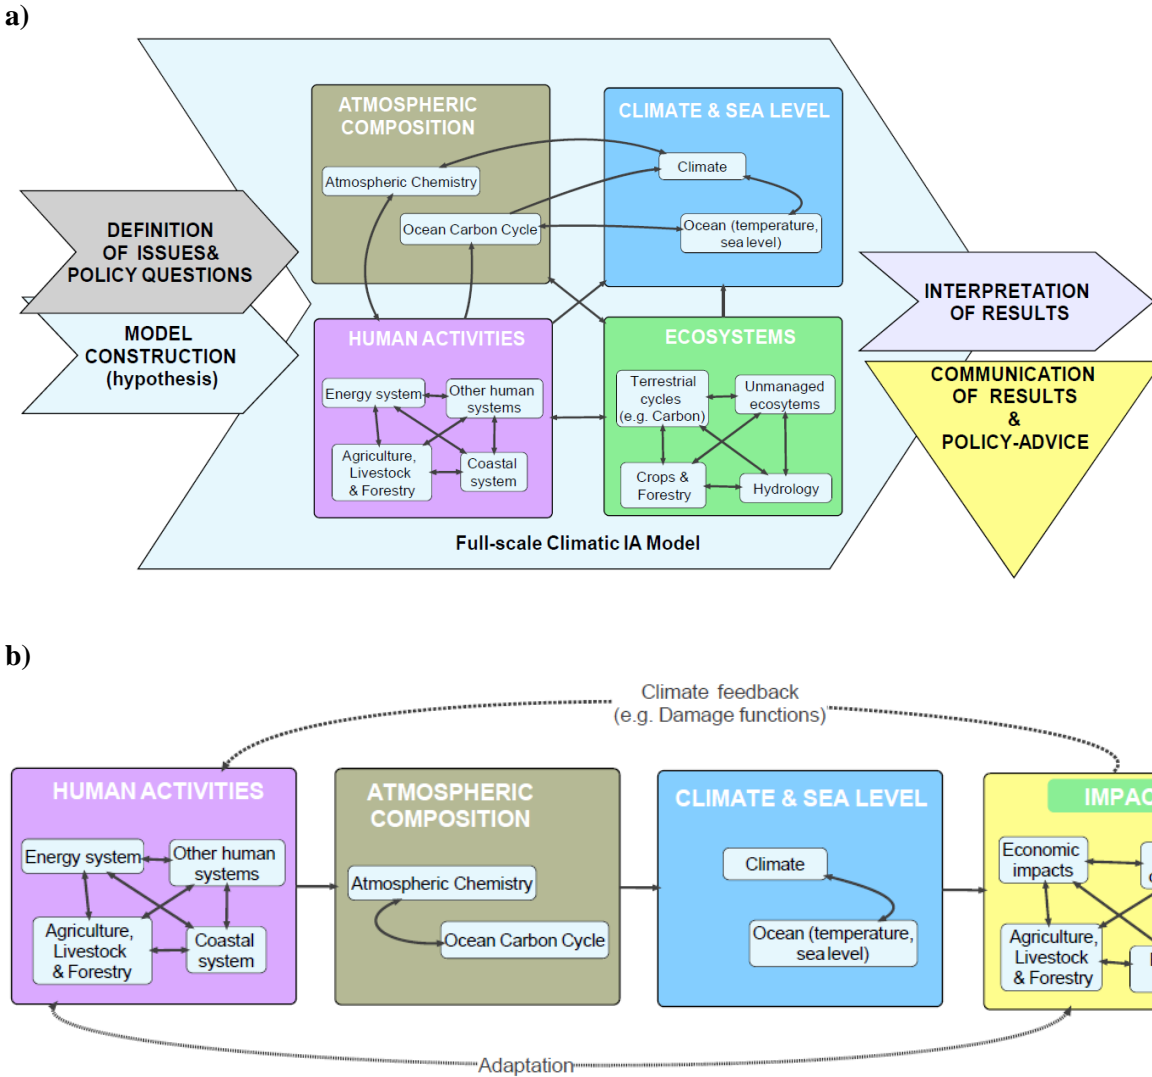 a)
ATMOSPHERIC
COMPOSITION
CLIMATE & SEA LEVEL
Atmospheric Chemistry
Climate
Ocean Carbon Cycle
Ocean (temperature,
sea level)
DEFINITION
OF ISSUES&
POLICY QUESTIONS
MODEL
CONSTRUCTION
(hypothesis)
HUMAN ACTIVITIES
Energy system
Other human
systems
Agriculture,
Livestock
& Forestry
Coastal
system
ECOSYSTEMS
Terrestrial
cycles
(e.g. Carbon)
Unmanaged
ecosytems
Crops &
Forestry
Hydrology
Full-scale Climatic IA Model
INTERPRETATION
OF RESULTS
COMMUNICATION
OF RESULTS
&
POLICY-ADVICE
b)
Climate feedback
(e.g. Damage functions)
HUMAN ACTIVITIES
Energy system
Other human
systems
Agriculture,
Livestock
& Forestry
Coastal
system
ATMOSPHERIC
COMPOSITION
Atmospheric Chemistry
Ocean Carbon Cycle
CLIMATE & SEA LEVEL
Climate
Ocean (temperature,
sea level)
IMPAC
Economic
impacts
Agriculture,
Livestock
& Forestry
Adaptation